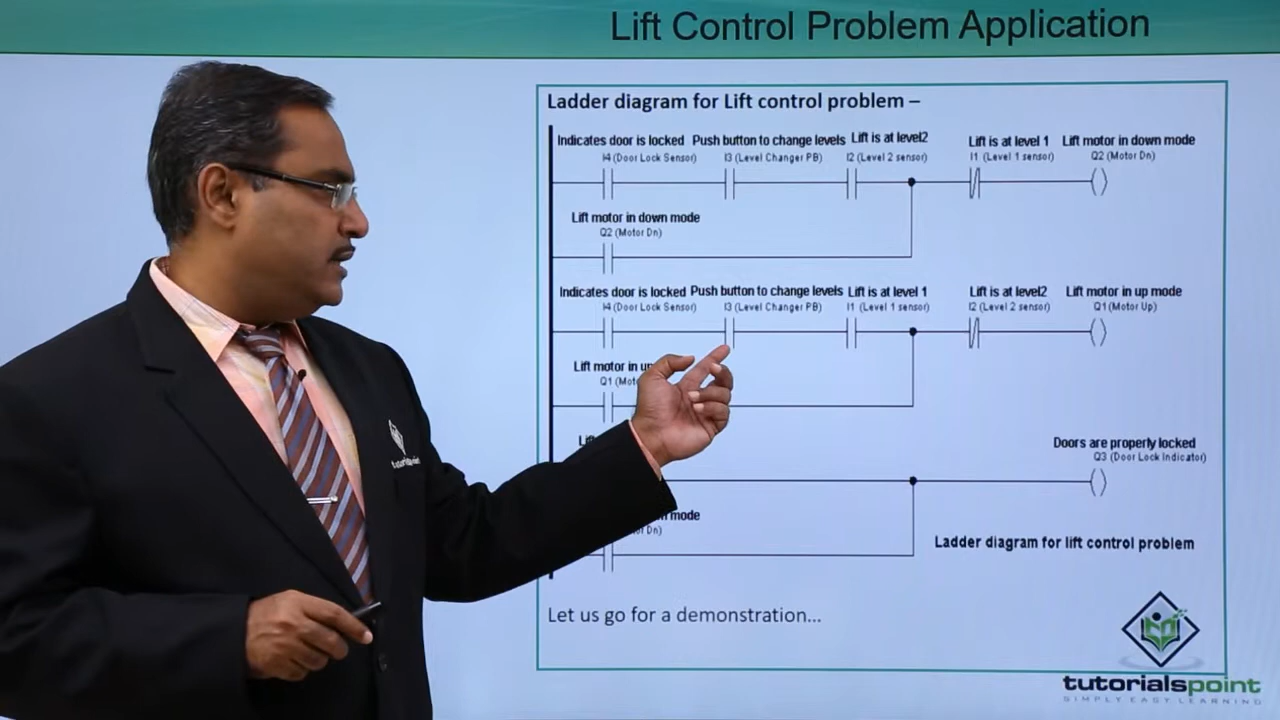 Lift Control Problem Application
Ladder diagram for Lift control problem –
Indicates door is locked Push button to change levels Lift is at level2 Lift is at level 1 Lift motor in down mode
I4 (Door Lock Sensor) I3 (Level Changer PB) I2 (Level 2 sensor) I1 (Level 1 sensor) Q2 (Motor Dn)
Lift motor in down mode
Q2 (Motor Dn)
Indicates door is locked Push button to change levels Lift is at level 1 Lift is at level2 Lift motor in up mode
I4 (Door Lock Sensor) I3 (Level Changer PB) I1 (Level 1 sensor) I2 (Level 2 sensor) Q1(Motor Up)
Lift motor in
Q1
Doors are properly locked
Q3 (Door Lock Indicator)
mode
Dn)
Ladder diagram for lift control problem
Let us go for a demonstration...
tutorialspoint
SIMPLY EASY LEARNING